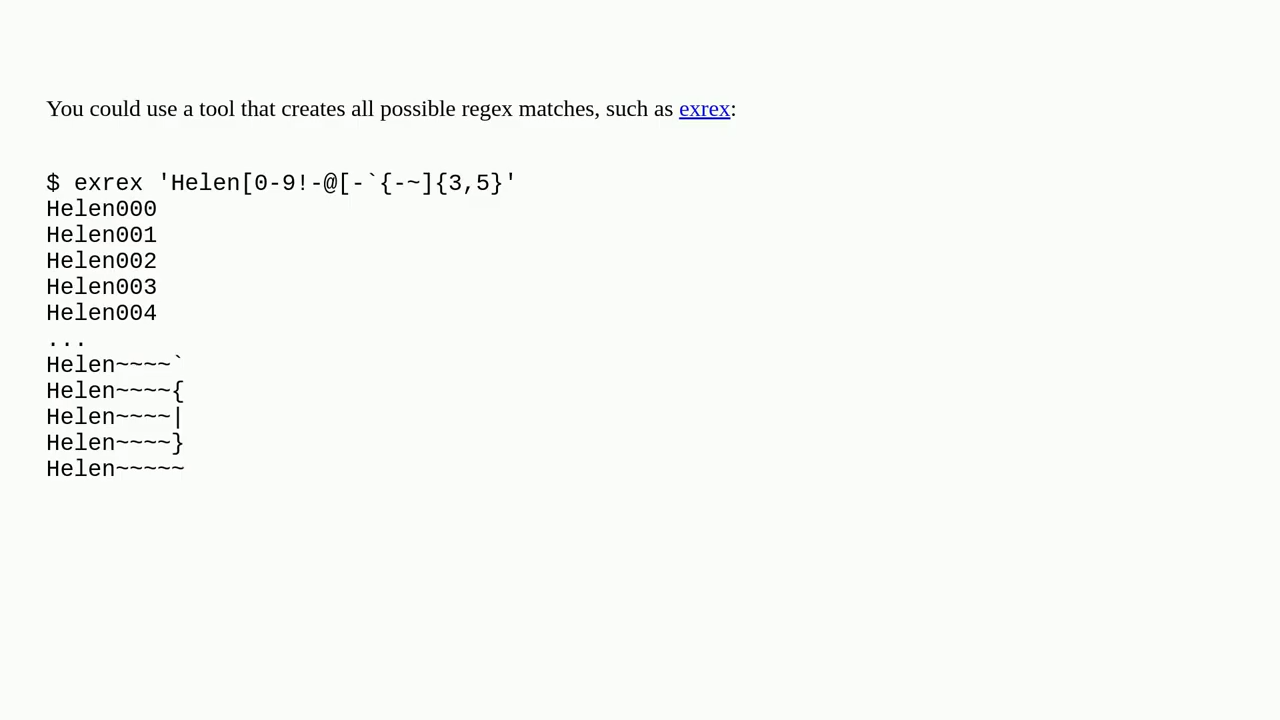 You could use a tool that creates all possible regex matches, such as exrex:
$ exrex 'Helen[0-9!-@[-`{-~]{3,5}'
Helen000
Helen001
Helen002
Helen003
Helen004
...
Helen~~~~`
Helen~~~~{
Helen~~~~|
Helen~~~~}
Helen~~~~~